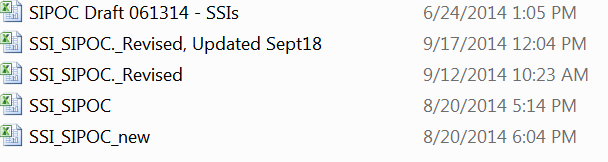 SIPOC Draft 061314 - SSIs 6/24/2014 1:05 PM
SSI_SIPOC._Revised, Updated Sept18 9/17/2014 12:04 PM
SSI_SIPOC._Revised 9/12/2014 10:23 AM
SSI_SIPOC 8/20/2014 5:14 PM
SSI_SIPOC_new 8/20/2014 6:04 PM